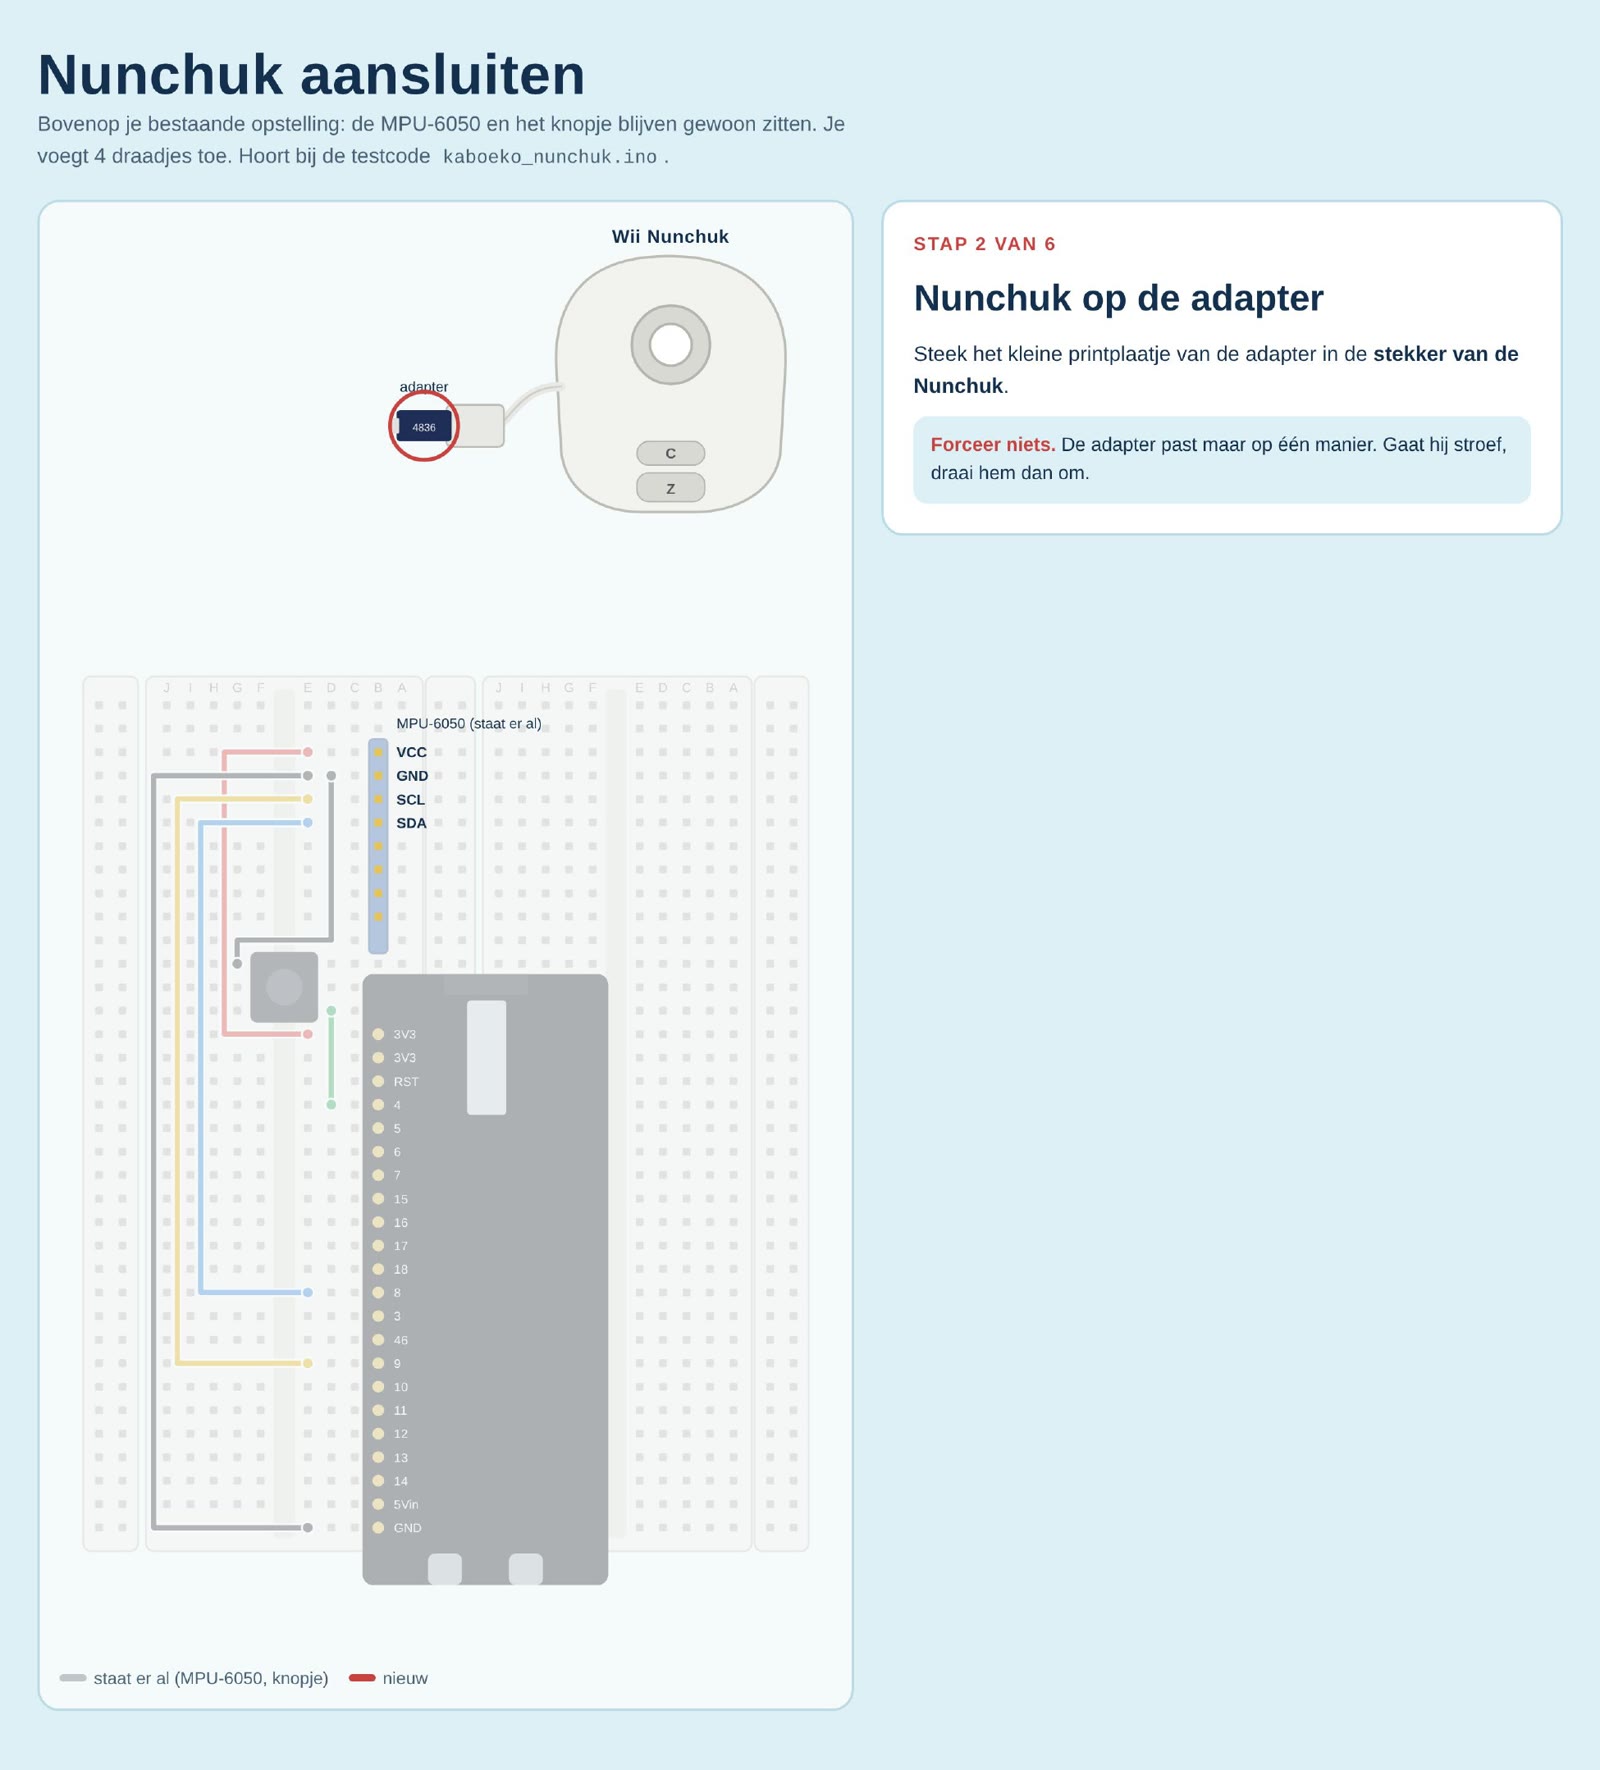 Nunchuk aansluiten
Bovenop je bestaande opstelling: de MPU-6050 en het knopje blijven gewoon zitten. Je
voegt 4 draadjes toe. Hoort bij de testcode kaboeko_nunchuk.ino .
Wii Nunchuk
adapter
4836
C
Z
J I H G F E D C B A J I H G F E D C B A
MPU-6050 (staat er al)
VCC
GND
SCL
SDA
3V3
3V3
RST
4
5
6
7
15
16
17
18
8
3
46
9
10
11
12
13
14
5Vin
GND
staat er al (MPU-6050, knopje) nieuw
STAP 2 VAN 6
Nunchuk op de adapter
Steek het kleine printplaatje van de adapter in de stekker van de
Nunchuk.
Forceer niets. De adapter past maar op één manier. Gaat hij stroef,
draai hem dan om.